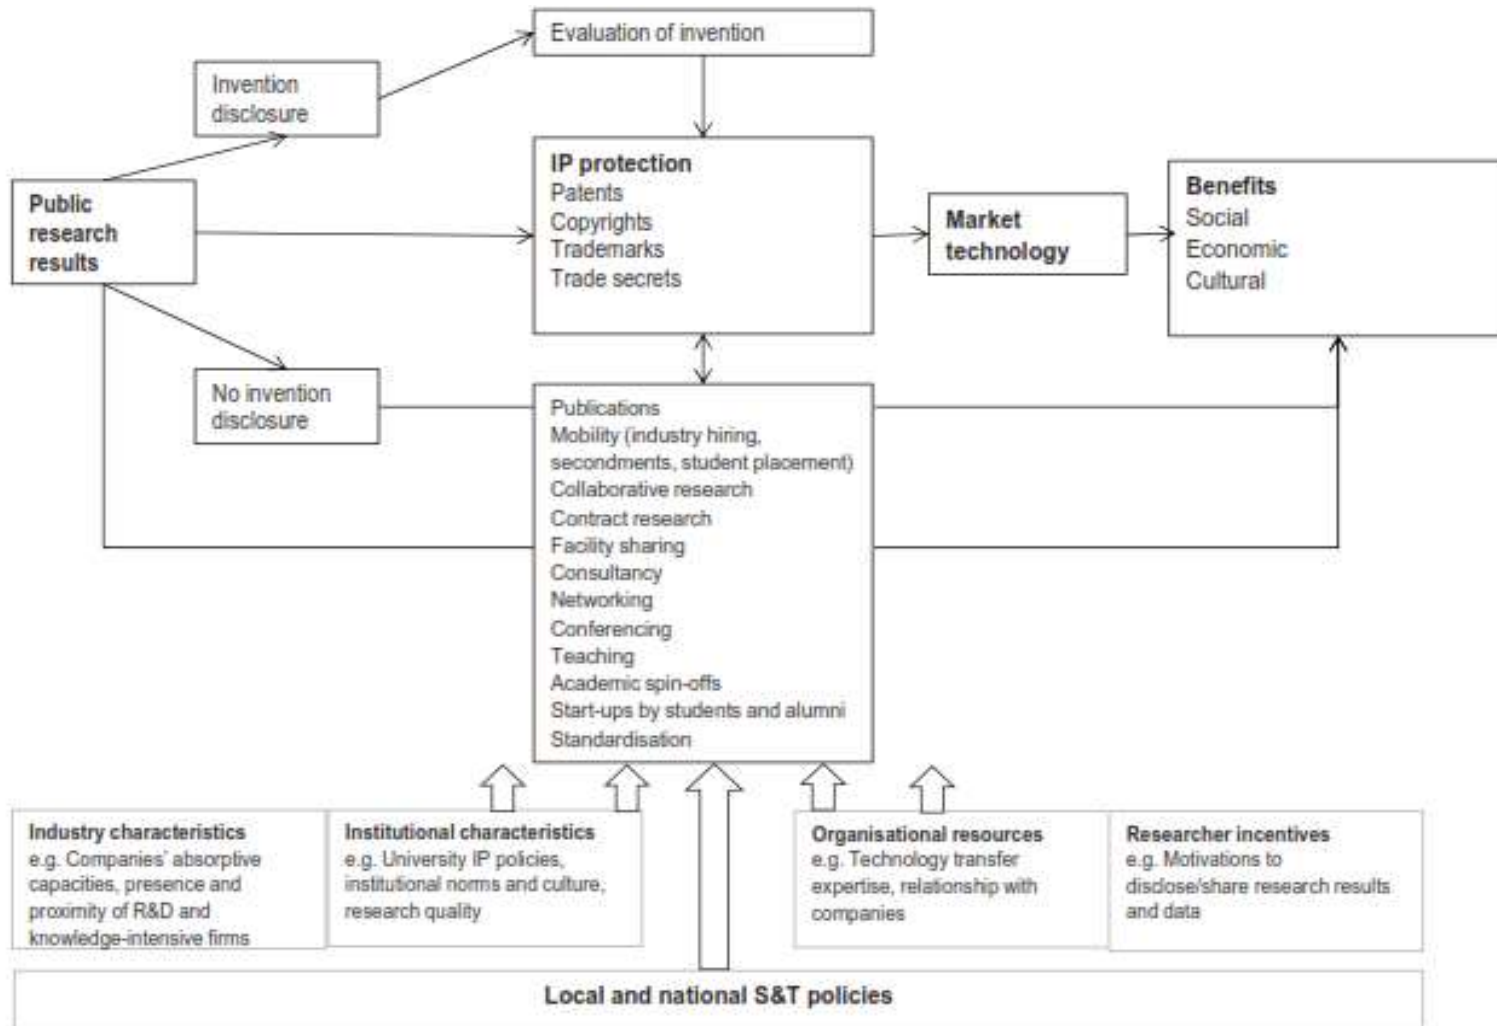 Evaluation of invention
Invention
disclosure
IP protection
Patents
Copyrights
Trademarks
Trade secrets
Public
research
results
Market
technology
Benefits
Social
Economic
Cultural
No invention
disclosure
Publications
Mobility (industry hiring,
secondments, student placement)
Collaborative research
Contract research
Facility sharing
Consultancy
Networking
Conferencing
Teaching
Academic spin-offs
Start-ups by students and alumni
Standardisation
Industry characteristics
e.g. Companies' absorptive
capacities, presence and
proximity of R&D and
knowledge-intensive firms
Institutional characteristics
e.g. University IP policies,
institutional norms and culture,
research quality
Organisational resources
e.g. Technology transfer
expertise, relationship with
companies
Researcher incentives
e.g. Motivations to
disclose/share research results
and data
Local and national S&T policies